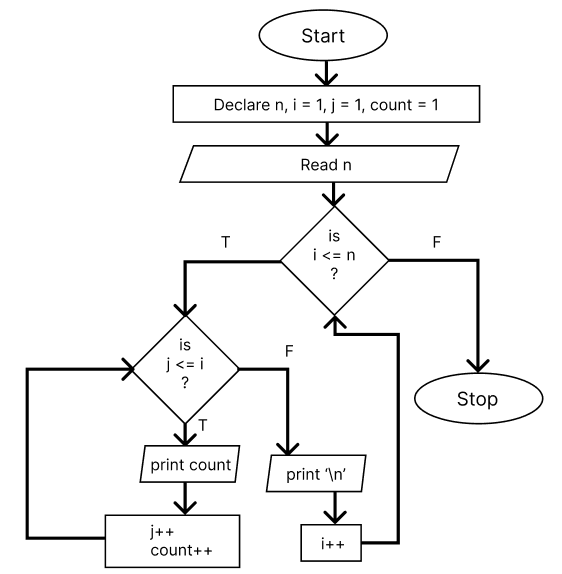 Start
Declare n, i = 1, j = 1, count = 1
Read n
is
i <= n
?
T
F
is
j <= i
?
F
T
Stop
print count
print ‘\n’
j++
count++
i++